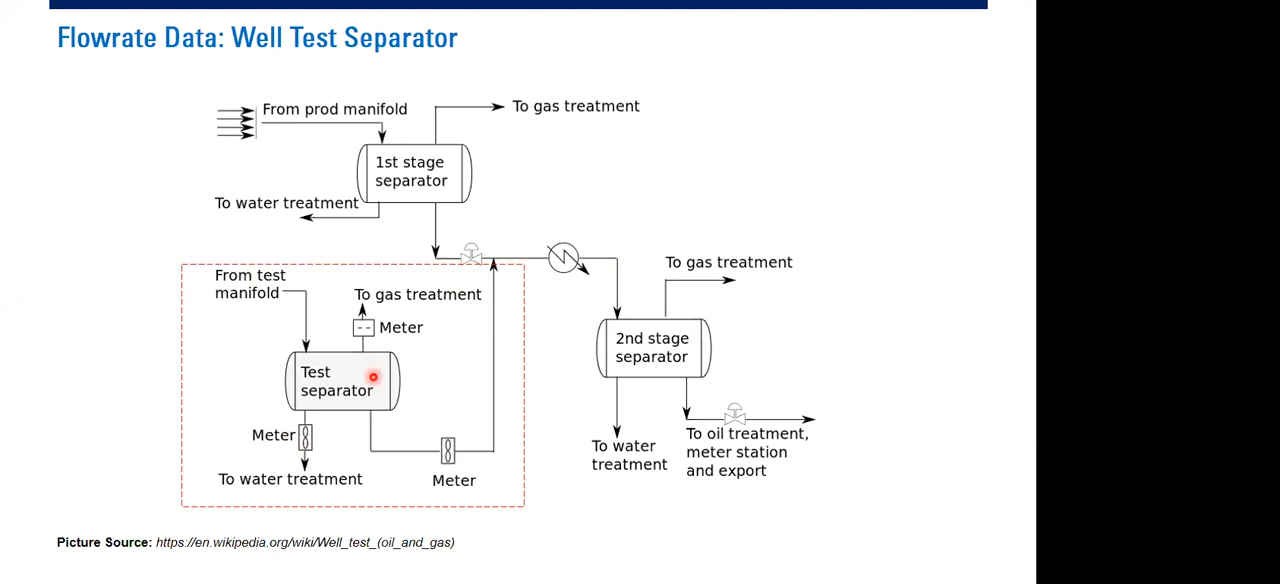 Flowrate Data: Well Test Separator
From prod manifold
To gas treatment
1st stage
separator
To water treatment
From test
manifold
To gas treatment
Meter
Test
separator
Meter
To water treatment
Meter
To gas treatment
2nd stage
separator
To water
treatment
To oil treatment,
meter station
and export
Picture Source: https://en.wikipedia.org/wiki/Well_test_(oil_and_gas)